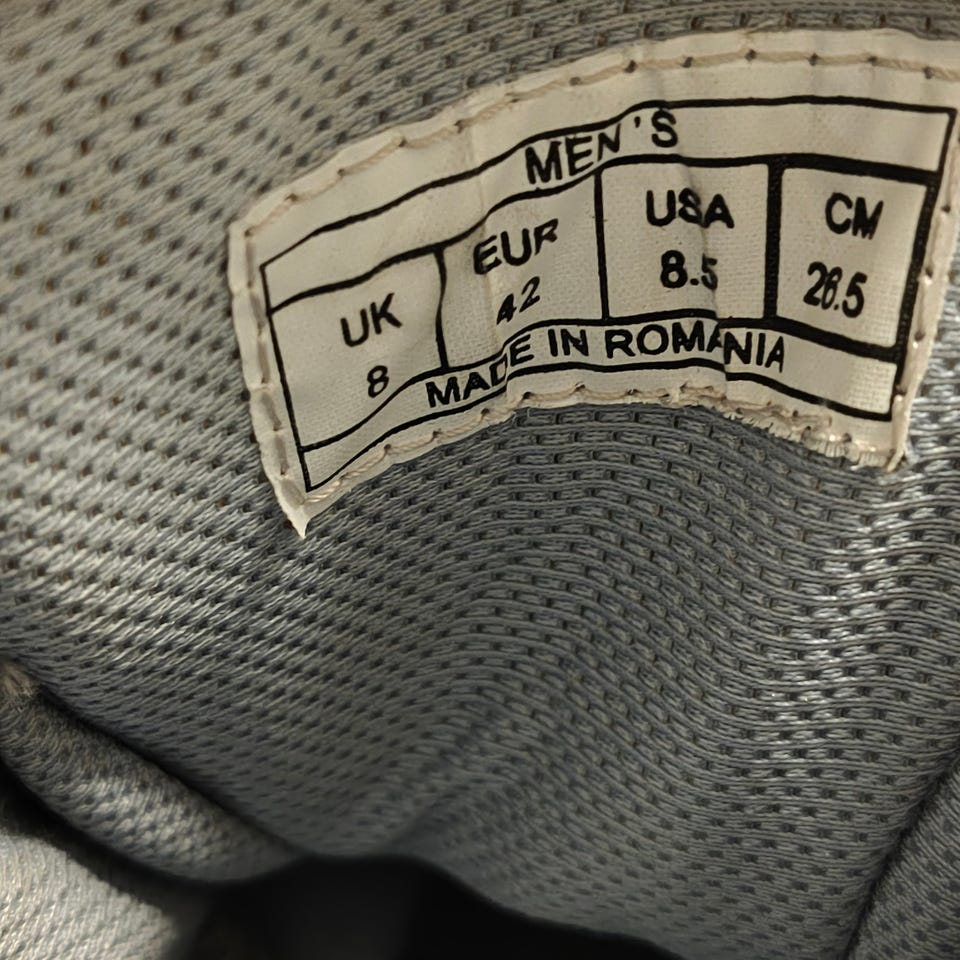 MEN'S
UK EUR USA CM
8 42 8.5 26.5
MADE IN ROMANIA